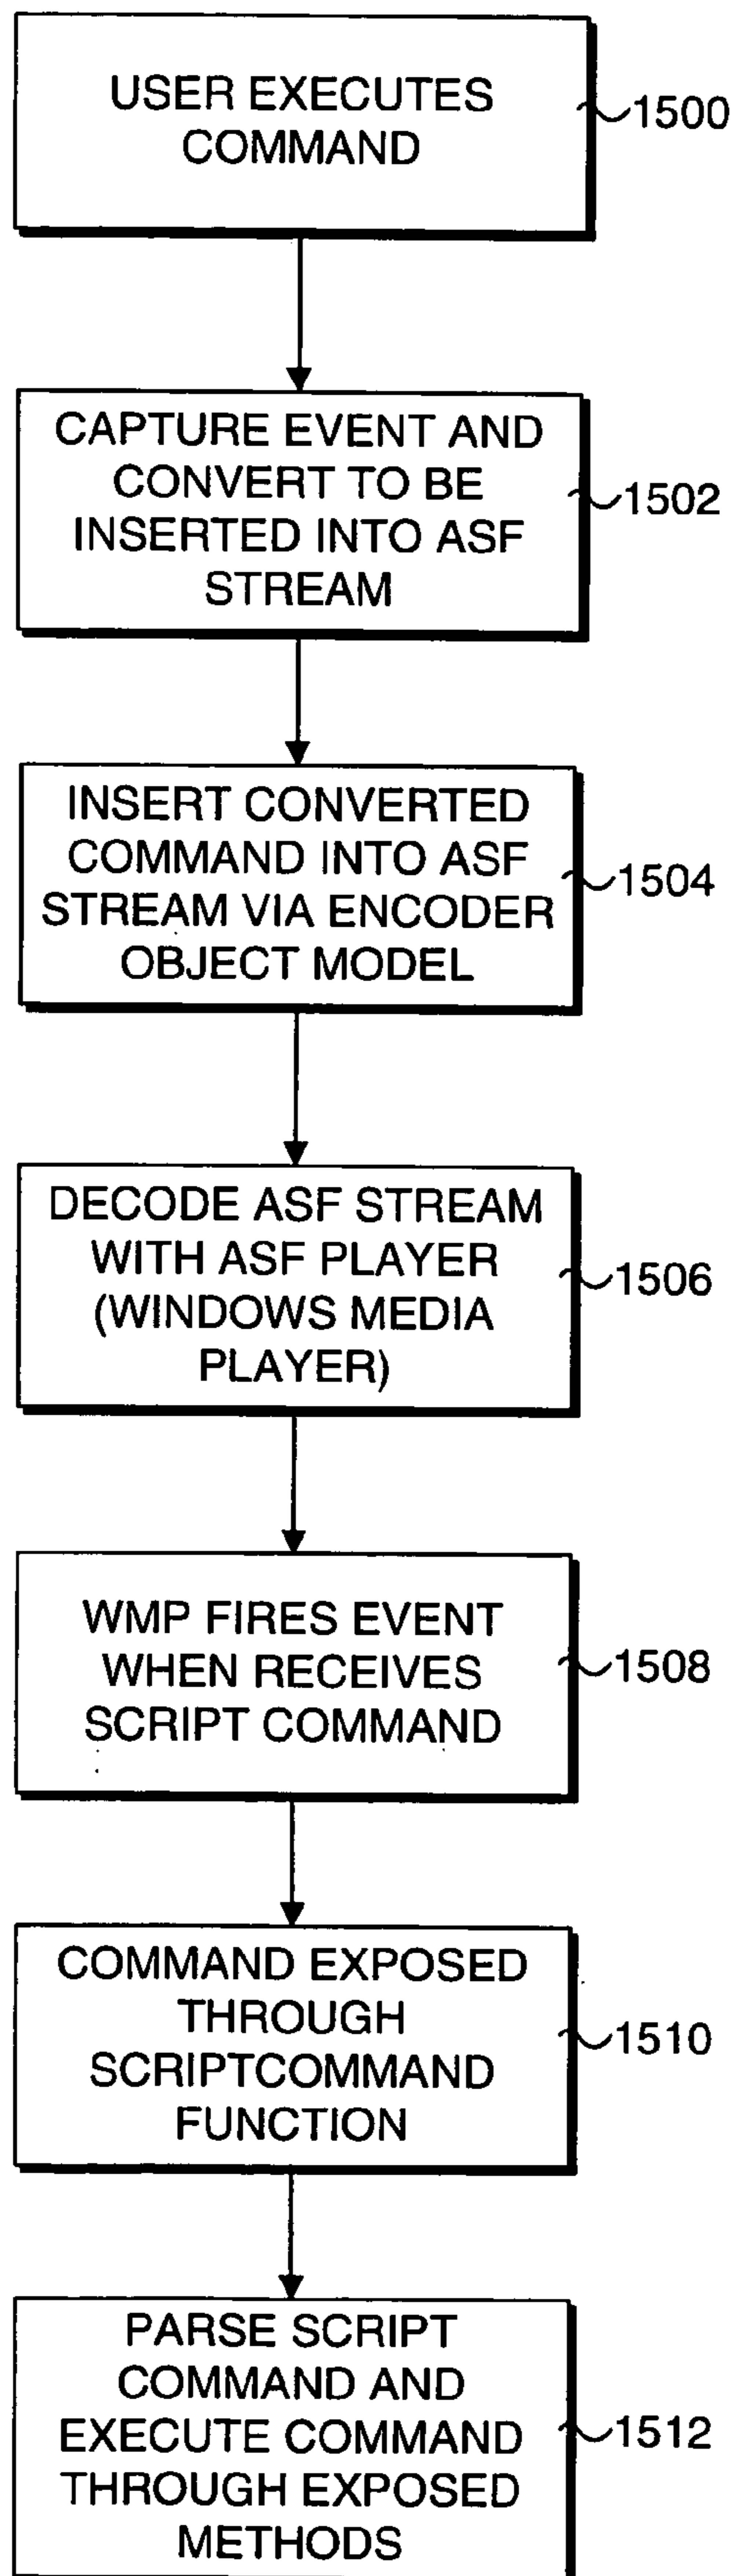 USER EXECUTES
COMMAND
1500
CAPTURE EVENT AND
CONVERT TO BE
INSERTED INTO ASF
STREAM
1502
INSERT CONVERTED
COMMAND INTO ASF
STREAM VIA ENCODER
OBJECT MODEL
1504
DECODE ASF STREAM
WITH ASF PLAYER
(WINDOWS MEDIA
PLAYER)
1506
WMP FIRES EVENT
WHEN RECEIVES
SCRIPT COMMAND
1508
COMMAND EXPOSED
THROUGH
SCRIPTCOMMAND
FUNCTION
1510
PARSE SCRIPT
COMMAND AND
EXECUTE COMMAND
THROUGH EXPOSED
METHODS
1512